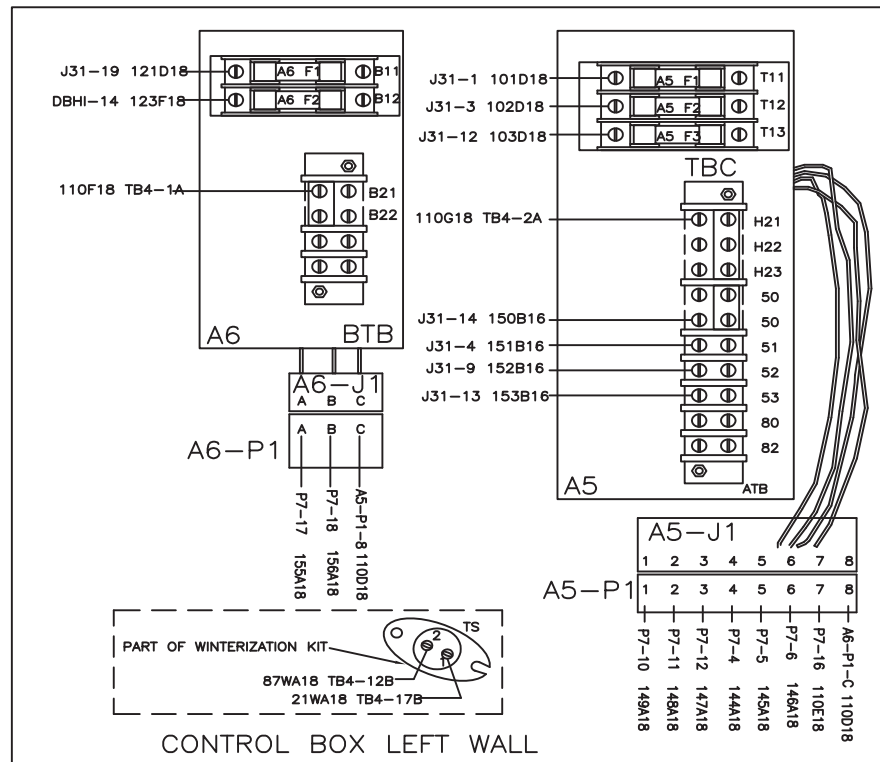 J31-19 121D18
A6 F1
B11
DBHI-14 123F18
A6 F2
B12
110F18 TB4-1A
B21
B22
A6
BTB
A6-J1
A B C
A6-P1
A B C
P7-17 155A18
P7-18 156A18
A5-P1-8 110D18
J31-1 101D18
A5 F1
T11
J31-3 102D18
A5 F2
T12
J31-12 103D18
A5 F3
T13
TBC
110G18 TB4-2A
H21
H22
H23
50
J31-14 150B16
50
J31-4 151B16
51
J31-9 152B16
52
J31-13 153B16
53
80
82
A5
ATB
A5-J1
1 2 3 4 5 6 7 8
A5-P1
1 2 3 4 5 6 7 8
P7-10 149A18
P7-11 148A18
P7-12 147A18
P7-4 144A18
P7-5 145A18
P7-6 146A18
P7-16 110E18
A6-P1-C 110D18
TS
2
1
PART OF WINTERIZATION KIT
87WA18 TB4-12B
21WA18 TB4-17B
CONTROL BOX LEFT WALL